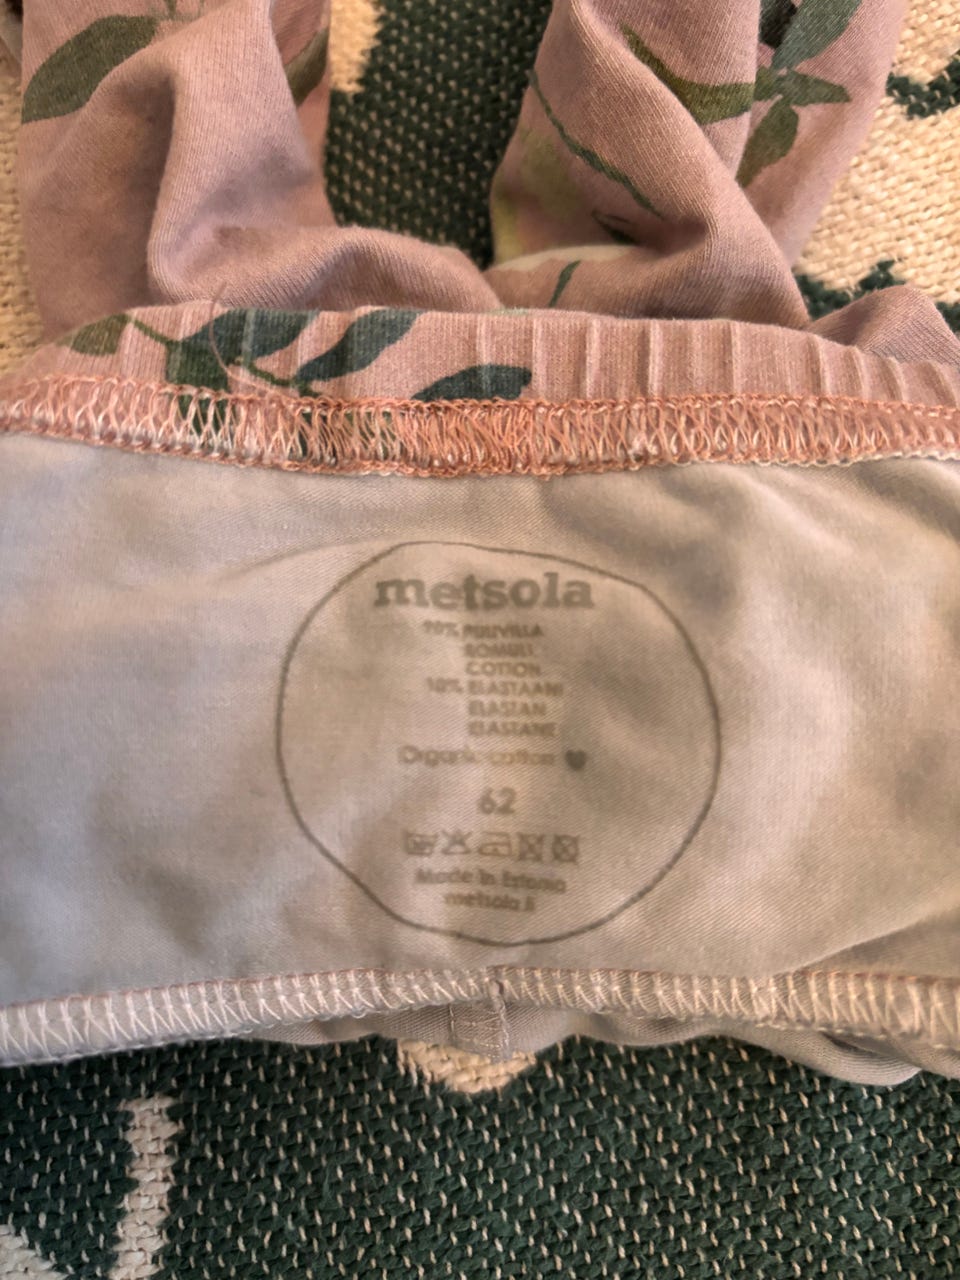 metsola
90% PUUVILLA
BOMULL
COTTON
10% ELASTAANI
ELASTAN
ELASTANE
Organic cotton
62
Made in Estonia
metsola.fi